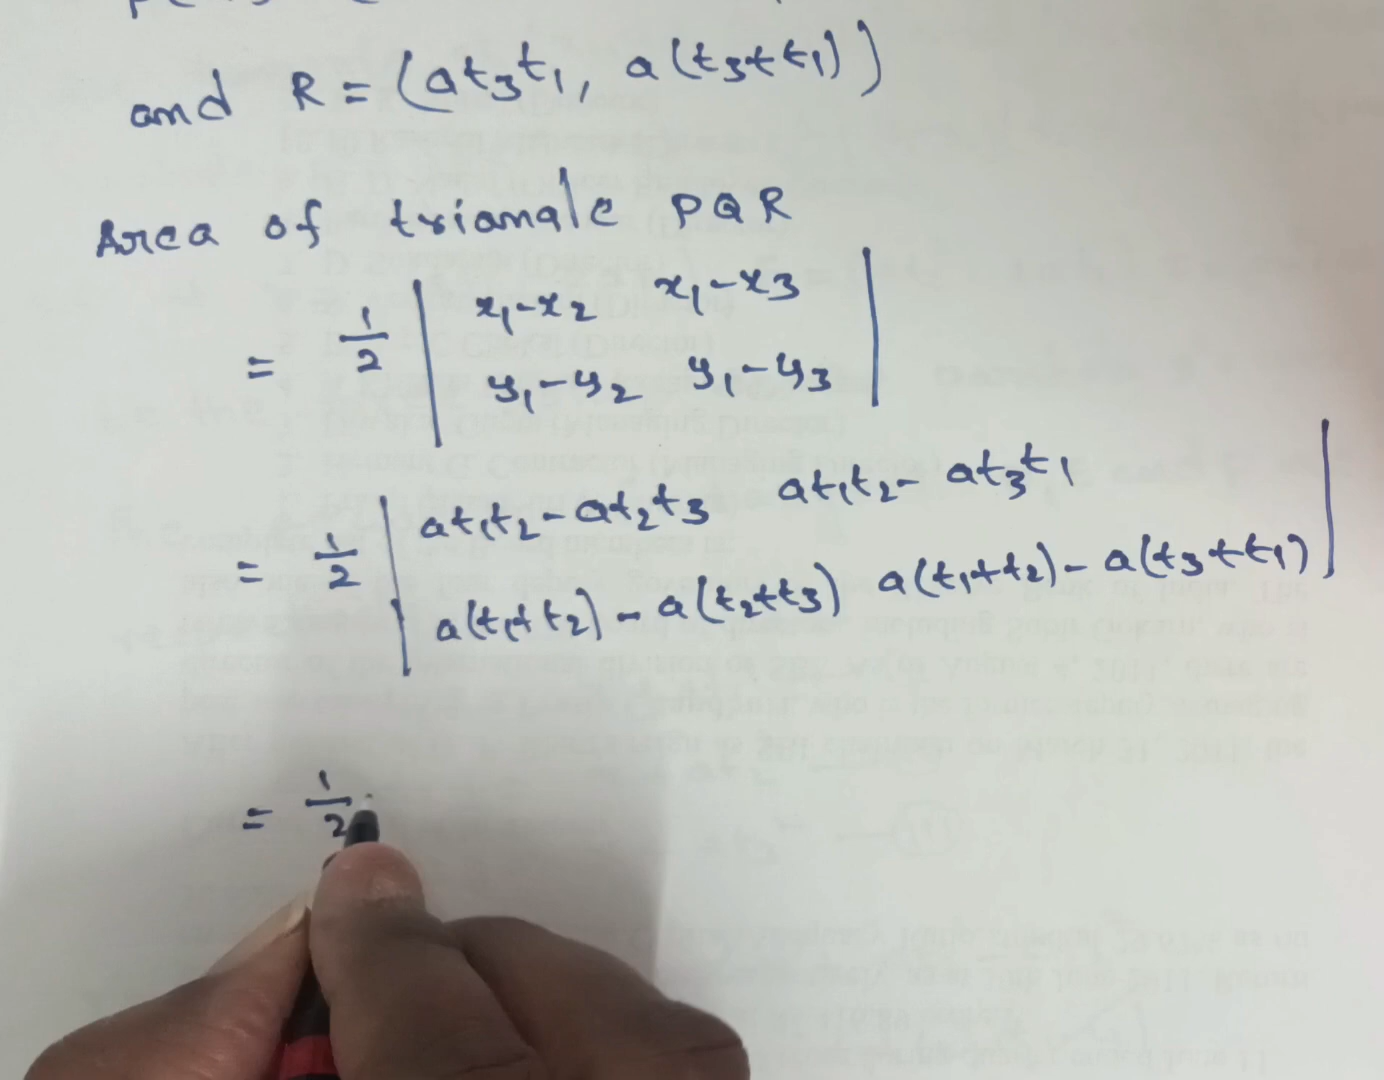 and R = (at₃t₁, a(t₃+t₁))
Area of triangle PQR
= 1/2 | x₁-x₂ x₁-x₃ |
| y₁-y₂ y₁-y₃ |
= 1/2 | at₁t₂-at₂t₃ at₁t₂-at₃t₁ |
| a(t₁+t₂)-a(t₂+t₃) a(t₁+t₂)-a(t₃+t₁) |
= 1/2